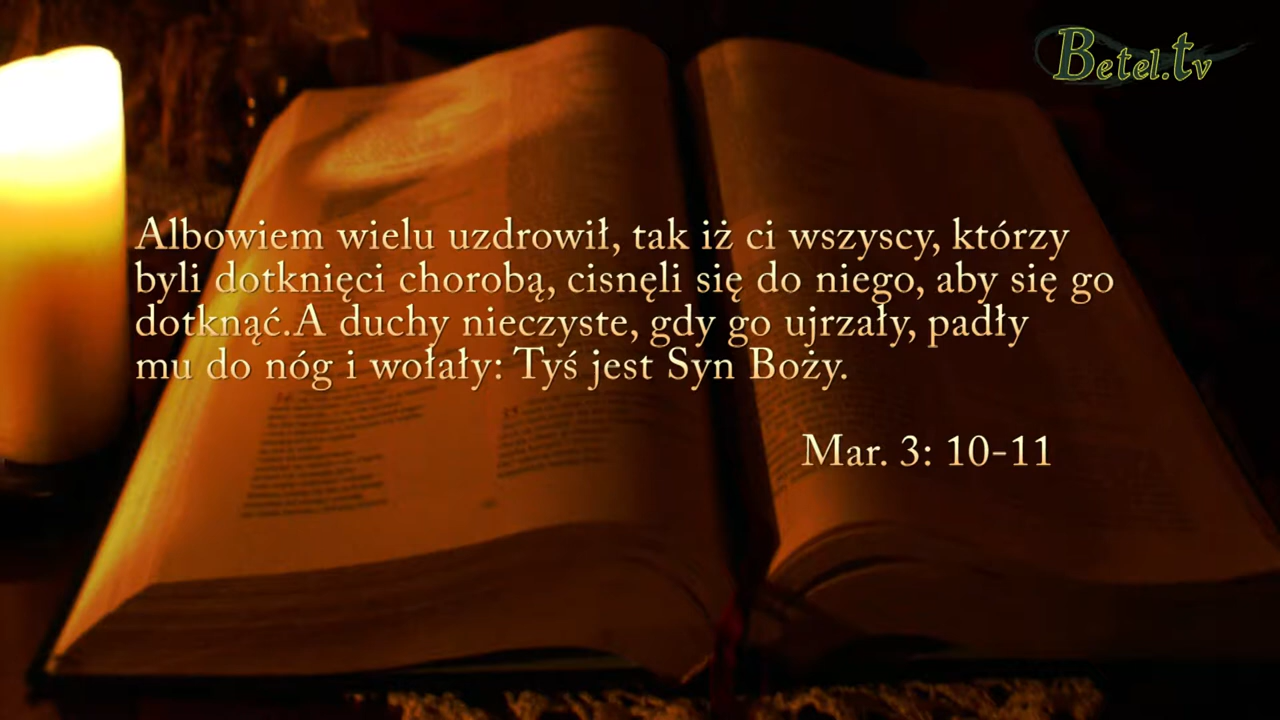 Betel.tv
Albowiem wielu uzdrowił, tak iż ci wszyscy, którzy
byli dotknięci chorobą, cisnęli się do niego, aby się go
dotknąć.A duchy nieczyste, gdy go ujrzały, padły
mu do nóg i wołały: Tyś jest Syn Boży.
Mar. 3: 10-11